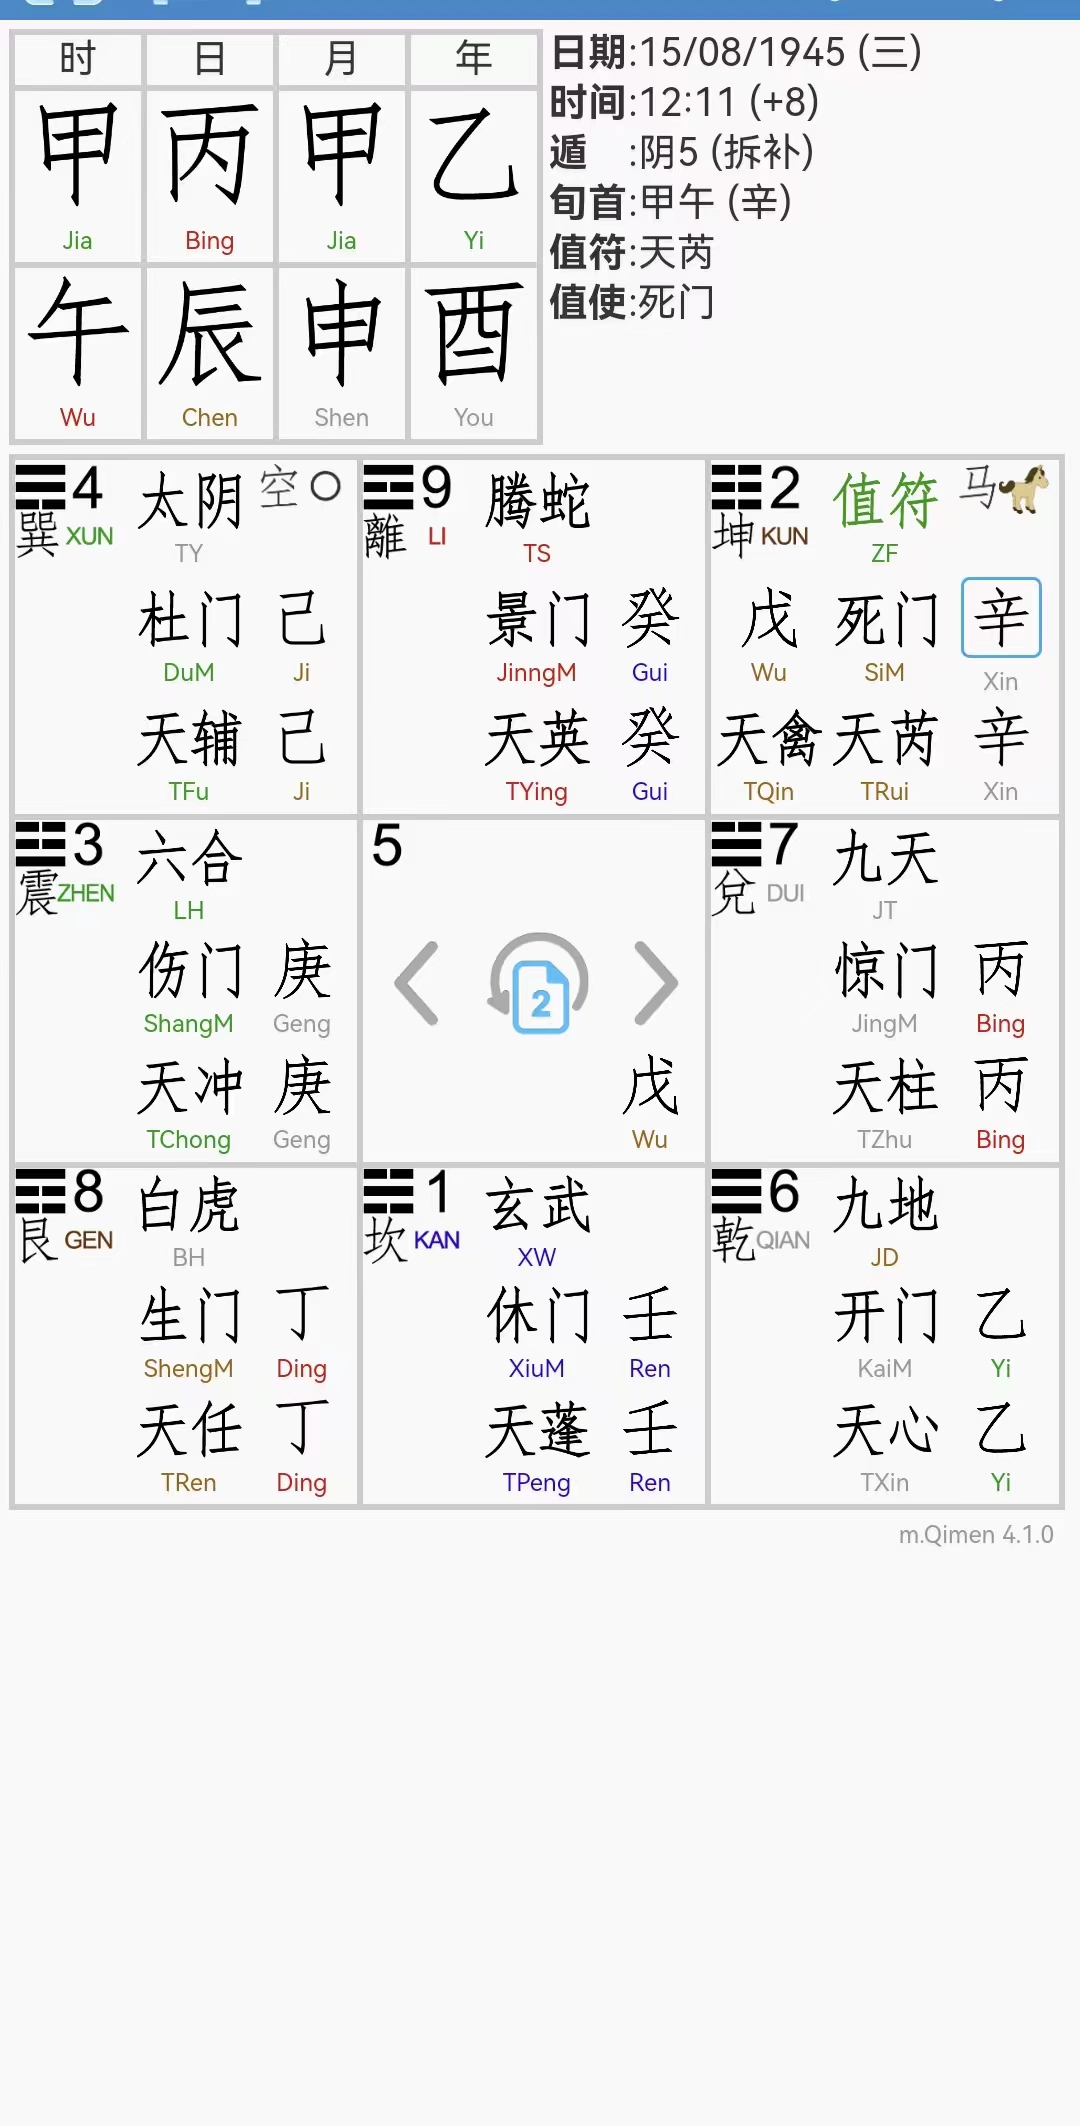 时 日 月 年
甲 丙 甲 乙
Jia Bing Jia Yi
午 辰 申 酉
Wu Chen Shen You
日期:15/08/1945 (三)
时间:12:11 (+8)
遁 :阴5 (拆补)
旬首:甲午 (辛)
值符:天芮
值使:死门
4 太阴 空
巽 XUN TY
杜门 己
DuM Ji
天辅 己
TFu Ji
9 腾蛇
離 LI TS
景门 癸
JinngM Gui
天英 癸
TYing Gui
2 值符 马
坤 KUN ZF
戊 死门 辛
Wu SiM Xin
天禽 天芮 辛
TQin TRui Xin
3 六合
震 ZHEN LH
伤门 庚
ShangM Geng
天冲 庚
TChong Geng
5
2
戊
Wu
7 九天
兌 DUI JT
惊门 丙
JingM Bing
天柱 丙
TZhu Bing
8 白虎
艮 GEN BH
生门 丁
ShengM Ding
天任 丁
TRen Ding
1 玄武
坎 KAN XW
休门 壬
XiuM Ren
天蓬 壬
TPeng Ren
6 九地
乾 QIAN JD
开门 乙
KaiM Yi
天心 乙
TXin Yi
m.Qimen 4.1.0